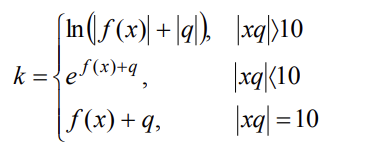 ln(|f(x)| + |q|), |xq|〉10
k = e^{f(x)+q}, |xq|〈10
f(x) + q, |xq| = 10